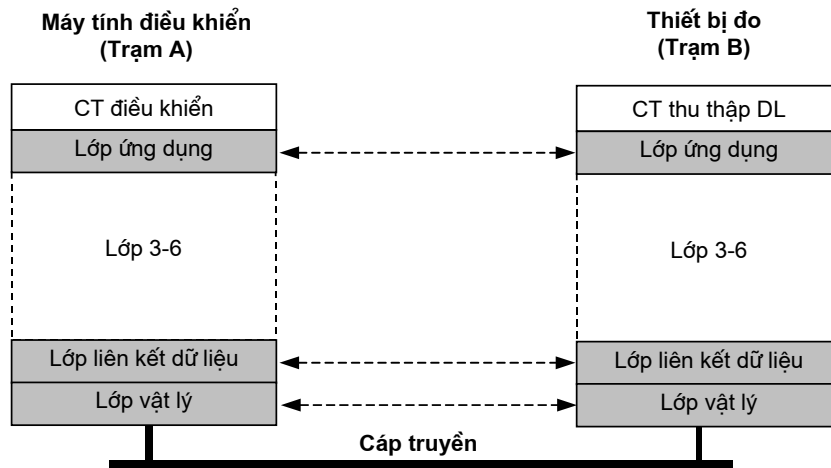 Máy tính điều khiển
(Trạm A)
Thiết bị đo
(Trạm B)
CT điều khiển
CT thu thập DL
Lớp ứng dụng
Lớp ứng dụng
Lớp 3-6
Lớp 3-6
Lớp liên kết dữ liệu
Lớp liên kết dữ liệu
Lớp vật lý
Lớp vật lý
Cáp truyền